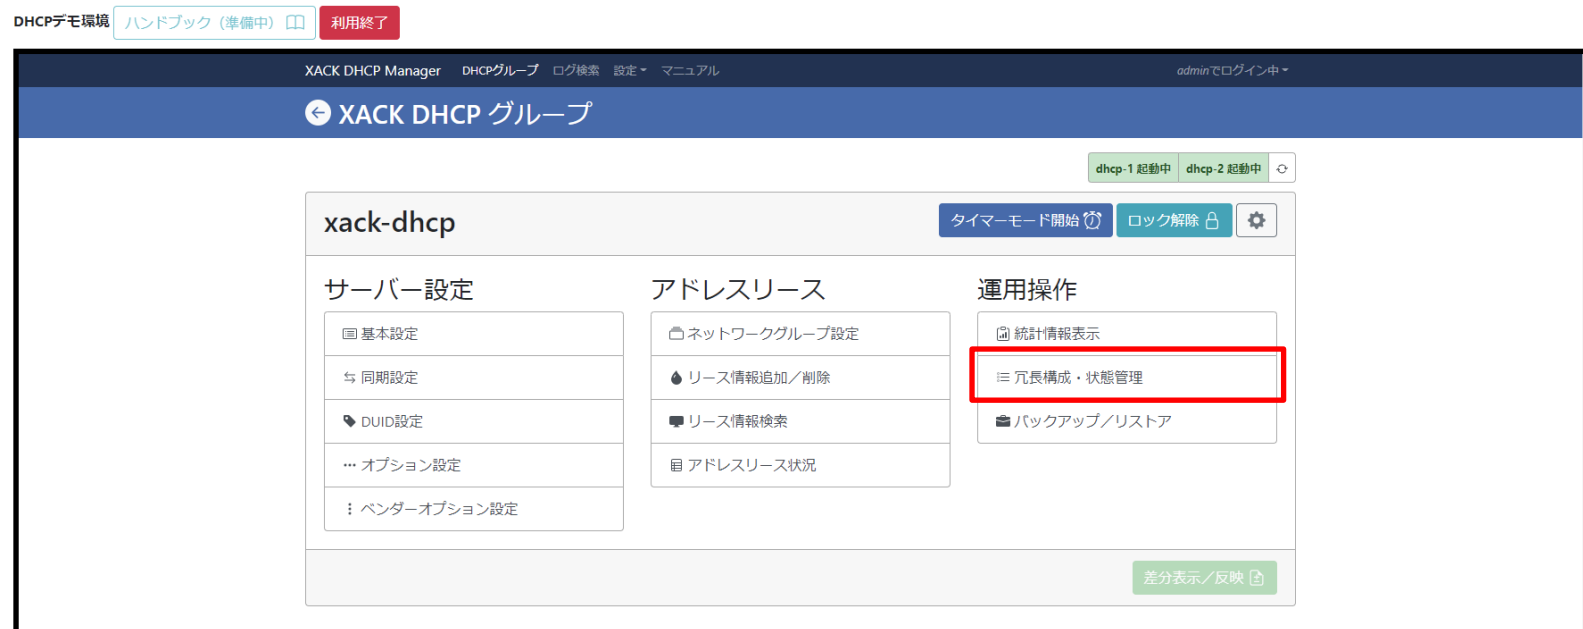 DHCPデモ環境 ハンドブック（準備中） 利用終了
XACK DHCP Manager DHCPグループ ログ検索 設定 マニュアル adminでログイン中
XACK DHCP グループ
dhcp-1 起動中 dhcp-2 起動中
xack-dhcp タイマーモード開始 ロック解除
サーバー設定
基本設定
同期設定
DUID設定
オプション設定
ベンダーオプション設定
アドレスリース
ネットワークグループ設定
リース情報追加／削除
リース情報検索
アドレスリース状況
運用操作
統計情報表示
冗長構成・状態管理
バックアップ／リストア
差分表示／反映